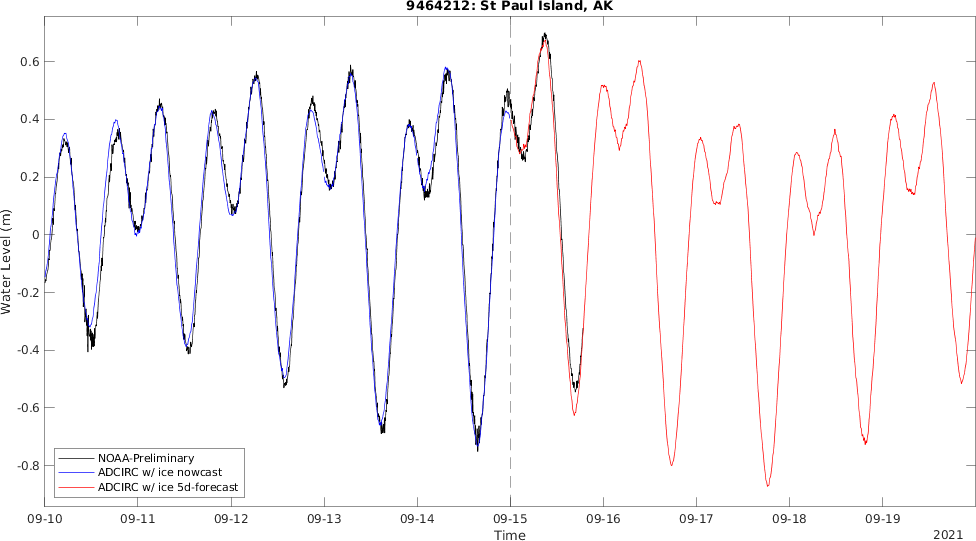 9464212: St Paul Island, AK
Water Level (m)
0.6
0.4
0.2
0
-0.2
-0.4
-0.6
-0.8
NOAA-Preliminary
ADCIRC w/ ice nowcast
ADCIRC w/ ice 5d-forecast
09-10 09-11 09-12 09-13 09-14 09-15 09-16 09-17 09-18 09-19
Time
2021